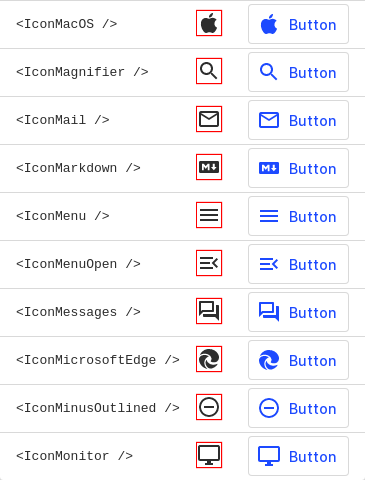 <IconMacOS /> Button
<IconMagnifier /> Button
<IconMail /> Button
<IconMarkdown /> M Button
<IconMenu /> Button
<IconMenuOpen /> Button
<IconMessages /> Button
<IconMicrosoftEdge /> Button
<IconMinusOutlined /> Button
<IconMonitor /> Button